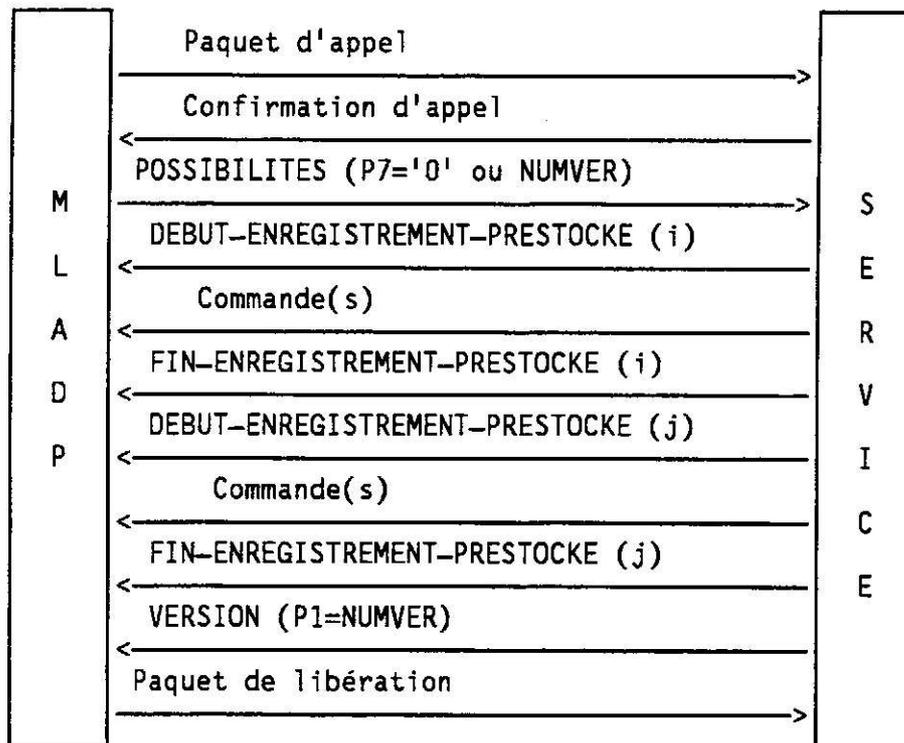 Paquet d'appel
Confirmation d'appel
POSSIBILITES (P7='0' ou NUMVER)
DEBUT-ENREGISTREMENT-PRESTOCKE (i)
Commande(s)
FIN-ENREGISTREMENT-PRESTOCKE (i)
DEBUT-ENREGISTREMENT-PRESTOCKE (j)
Commande(s)
FIN-ENREGISTREMENT-PRESTOCKE (j)
VERSION (P1=NUMVER)
Paquet de libération
M
L
A
D
P
S
E
R
V
I
C
E